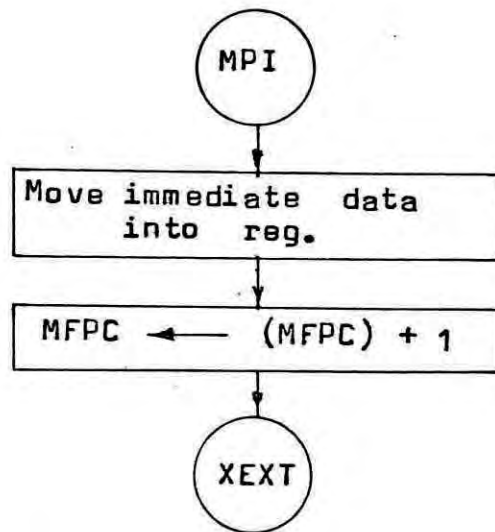 MPI
Move immediate data
into reg.
MFPC ← (MFPC) + 1
XEXT